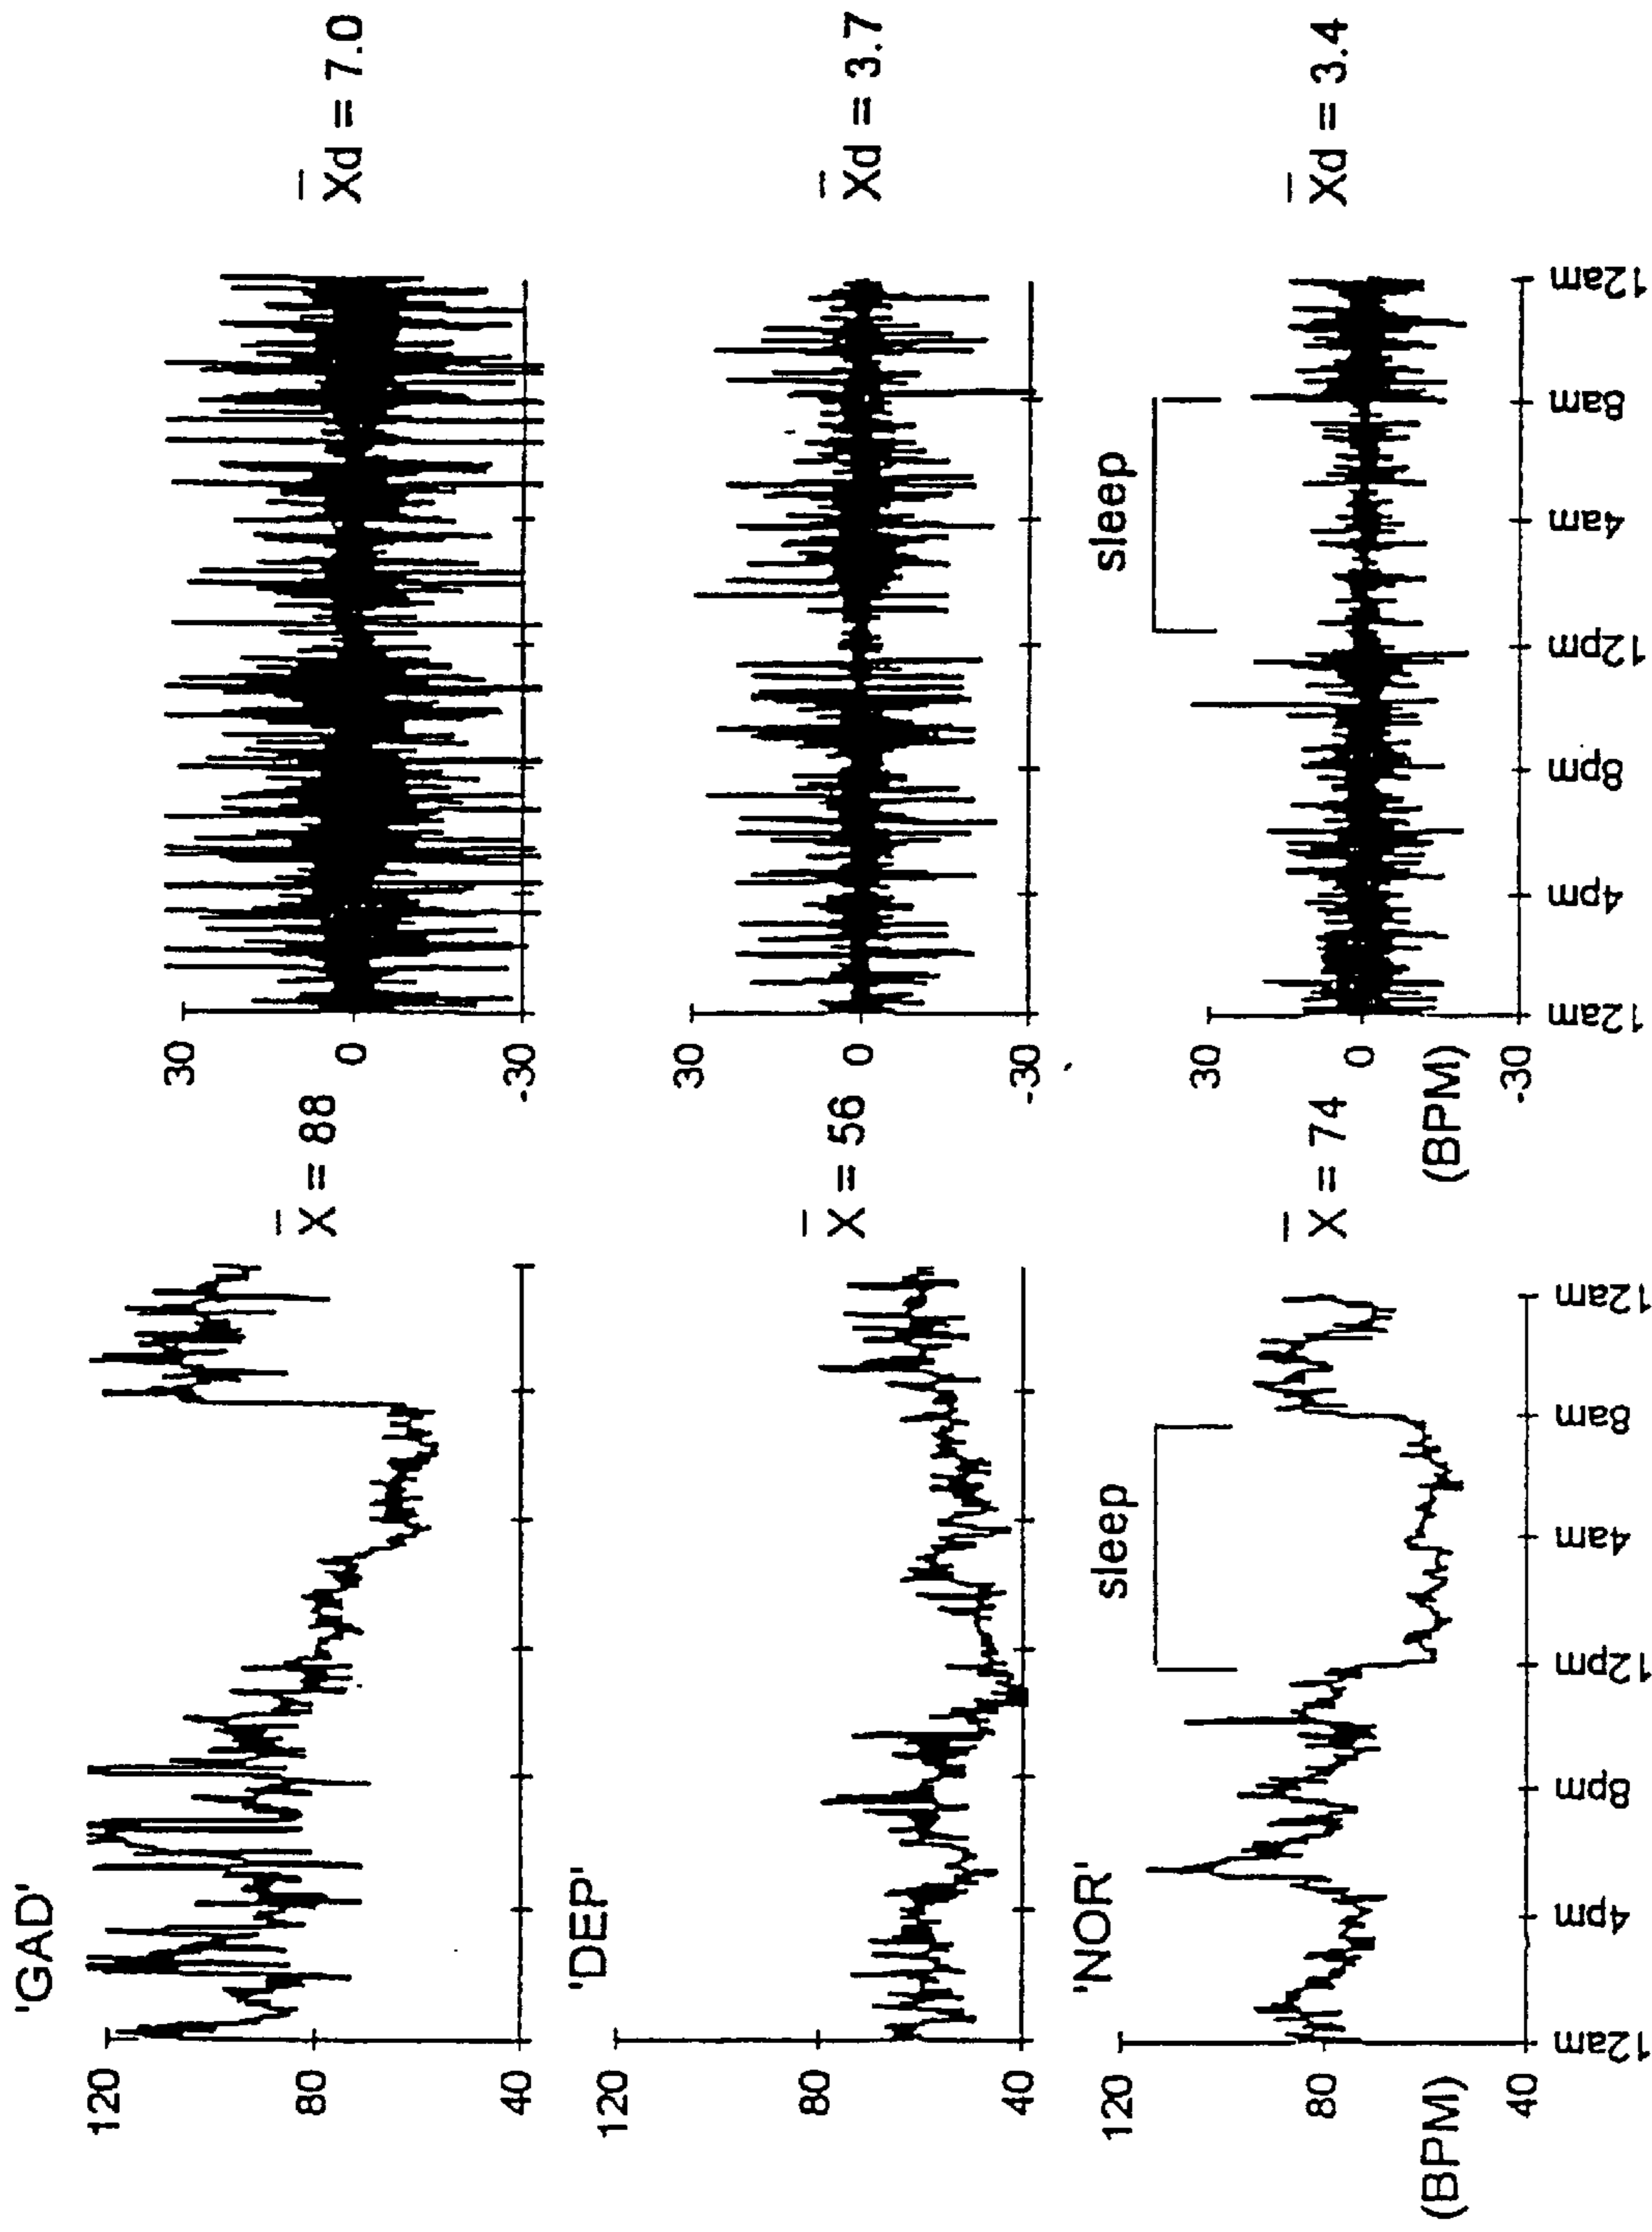 'GAD'
120
80
40
X̄ = 88
30
0
-30
X̄d = 7.0
'DEP'
120
80
40
X̄ = 56
30
0
-30
X̄d = 3.7
'NOR'
120
80
40
(BPM)
sleep
X̄ = 74
12am 4pm 8pm 12pm 4am 8am 12am
30
0
-30
(BPM)
sleep
X̄d = 3.4
12am 4pm 8pm 12pm 4am 8am 12am